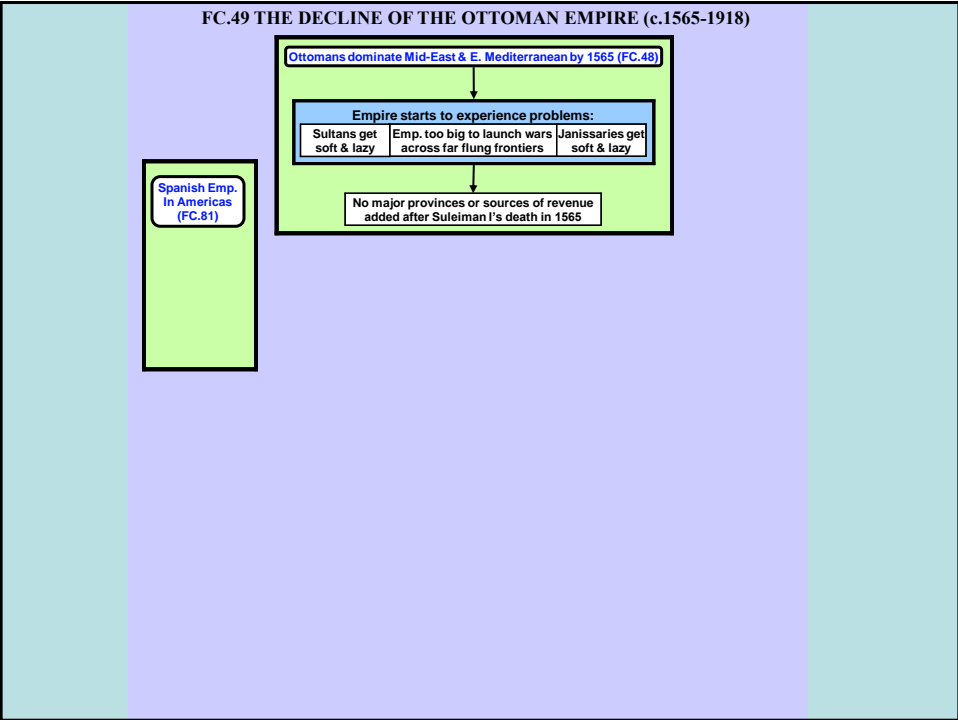 FC.49 THE DECLINE OF THE OTTOMAN EMPIRE (c.1565-1918)
Ottomans dominate Mid-East & E. Mediterranean by 1565 (FC.48)
Empire starts to experience problems:
Sultans get
soft & lazy
Emp. too big to launch wars
across far flung frontiers
Janissaries get
soft & lazy
Spanish Emp.
In Americas
(FC.81)
No major provinces or sources of revenue
added after Suleiman I's death in 1565